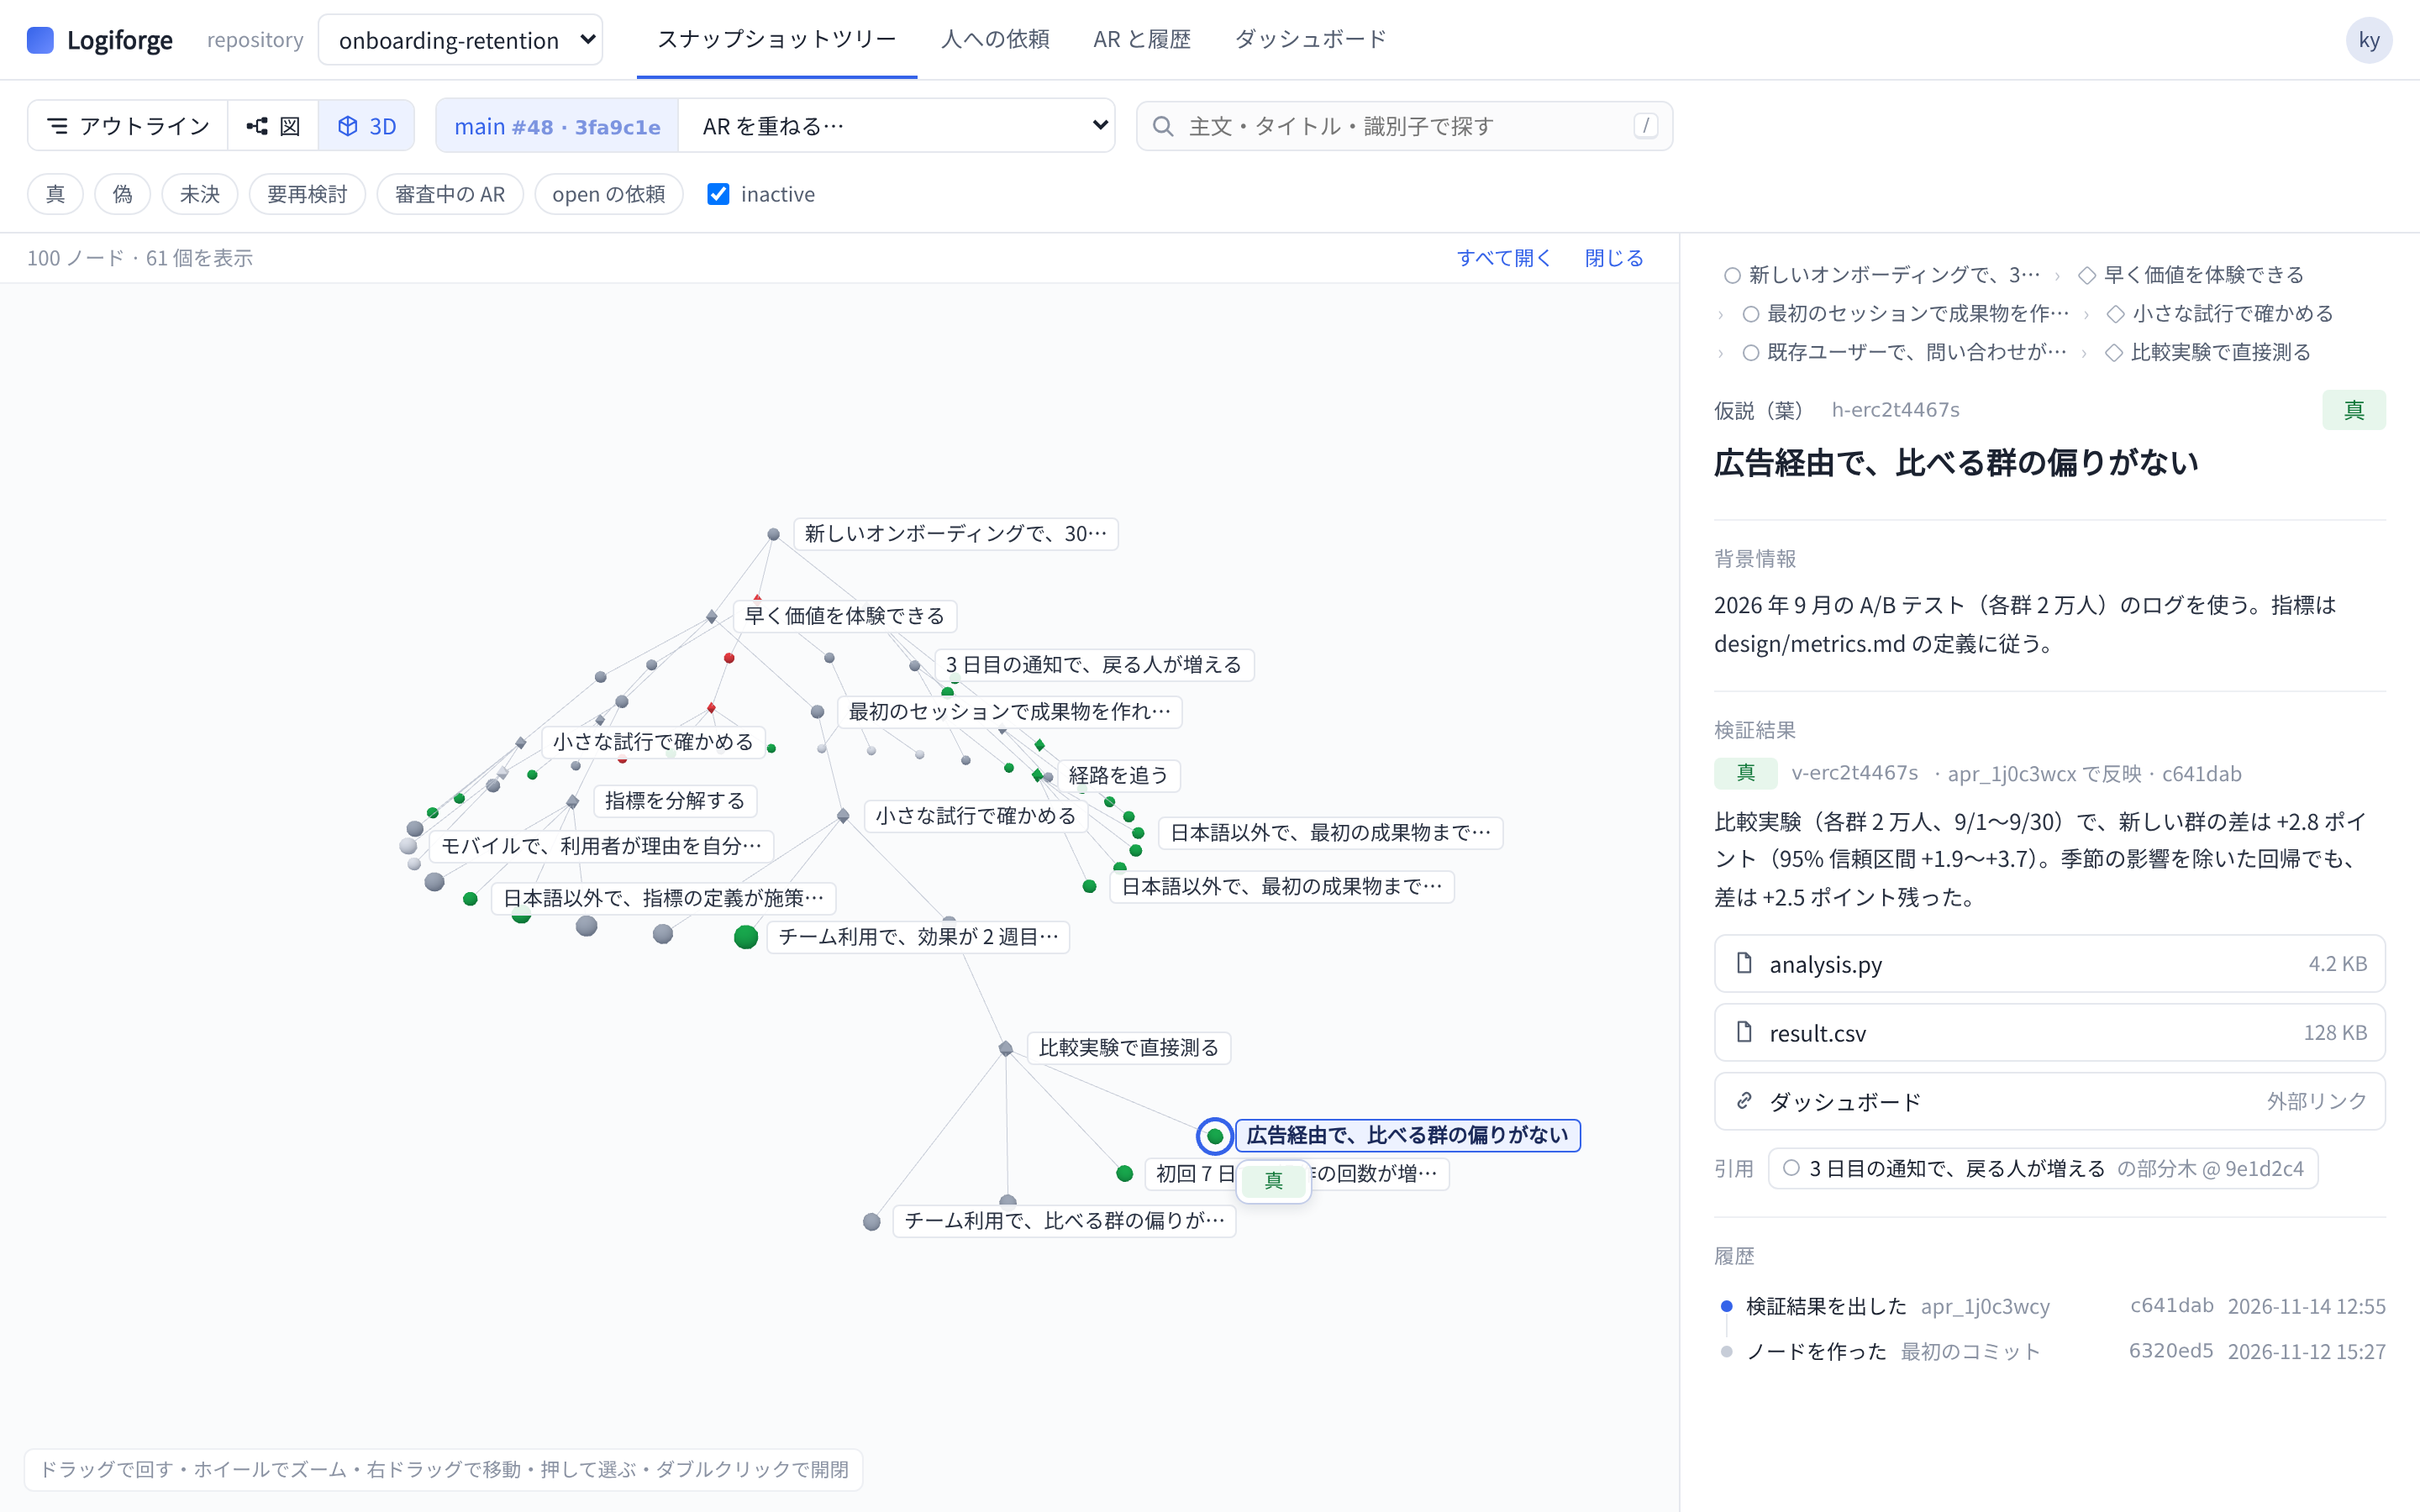 Logiforge repository onboarding-retention スナップショットツリー 人への依頼 AR と履歴 ダッシュボード ky
アウトライン 図 3D main #48 · 3fa9c1e AR を重ねる… 主文・タイトル・識別子で探す /
真 偽 未決 要再検討 審査中の AR open の依頼 inactive
100 ノード · 61 個を表示 すべて開く 閉じる
新しいオンボーディングで、30…
早く価値を体験できる
3 日目の通知で、戻る人が増える
最初のセッションで成果物を作れ…
小さな試行で確かめる
経路を追う
指標を分解する
小さな試行で確かめる
日本語以外で、最初の成果物まで…
モバイルで、利用者が理由を自分…
日本語以外で、最初の成果物まで…
日本語以外で、指標の定義が施策…
チーム利用で、効果が 2 週目…
比較実験で直接測る
広告経由で、比べる群の偏りがない
初回 7 日 の回数が増…
真
チーム利用で、比べる群の偏りが…
ドラッグで回す・ホイールでズーム・右ドラッグで移動・押して選ぶ・ダブルクリックで開閉
新しいオンボーディングで、3… › 早く価値を体験できる
› 最初のセッションで成果物を作… › 小さな試行で確かめる
› 既存ユーザーで、問い合わせが… › 比較実験で直接測る
仮説（葉） h-erc2t4467s 真
広告経由で、比べる群の偏りがない
背景情報
2026 年 9 月の A/B テスト（各群 2 万人）のログを使う。指標は
design/metrics.md の定義に従う。
検証結果
真 v-erc2t4467s · apr_1j0c3wcx で反映 · c641dab
比較実験（各群 2 万人、9/1〜9/30）で、新しい群の差は +2.8 ポイ
ント（95% 信頼区間 +1.9〜+3.7）。季節の影響を除いた回帰でも、
差は +2.5 ポイント残った。
analysis.py 4.2 KB
result.csv 128 KB
ダッシュボード 外部リンク
引用 3 日目の通知で、戻る人が増える の部分木 @ 9e1d2c4
履歴
検証結果を出した apr_1j0c3wcy c641dab 2026-11-14 12:55
ノードを作った 最初のコミット 6320ed5 2026-11-12 15:27